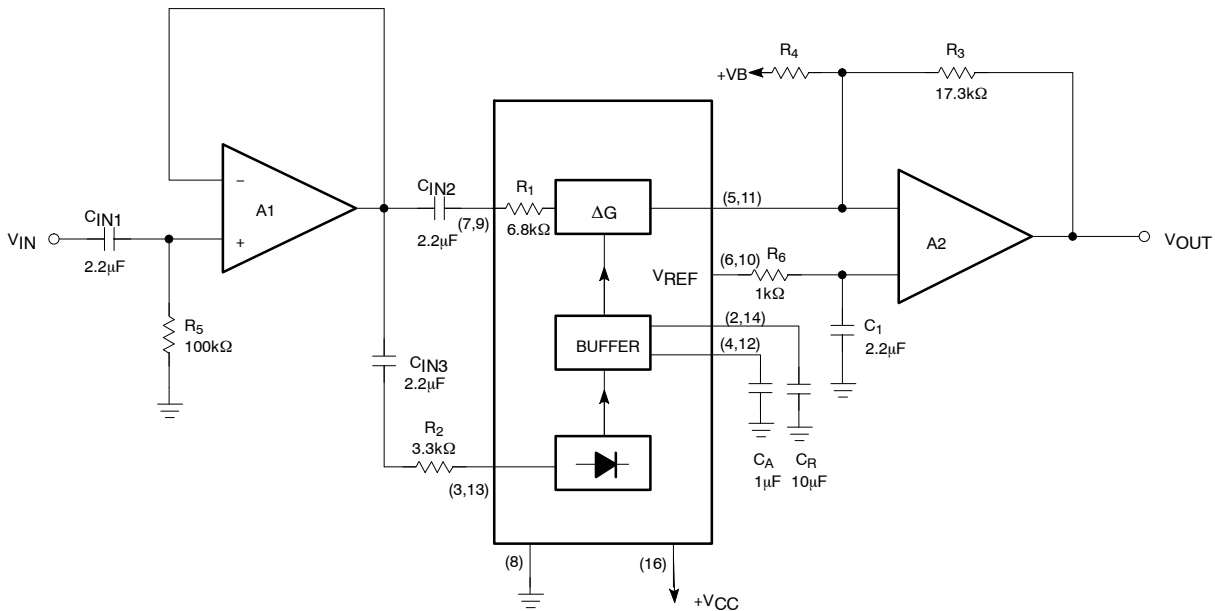 R4
R3
+VB
17.3kΩ
−
A1
+
CIN1
VIN
2.2μF
R5
100kΩ
CIN2
2.2μF
(7,9)
R1
6.8kΩ
ΔG
(5,11)
VREF
(6,10)
R6
1kΩ
A2
VOUT
C1
2.2μF
BUFFER
(2,14)
(4,12)
CIN3
2.2μF
R2
3.3kΩ
(3,13)
CA
1μF
CR
10μF
(8)
(16)
+VCC